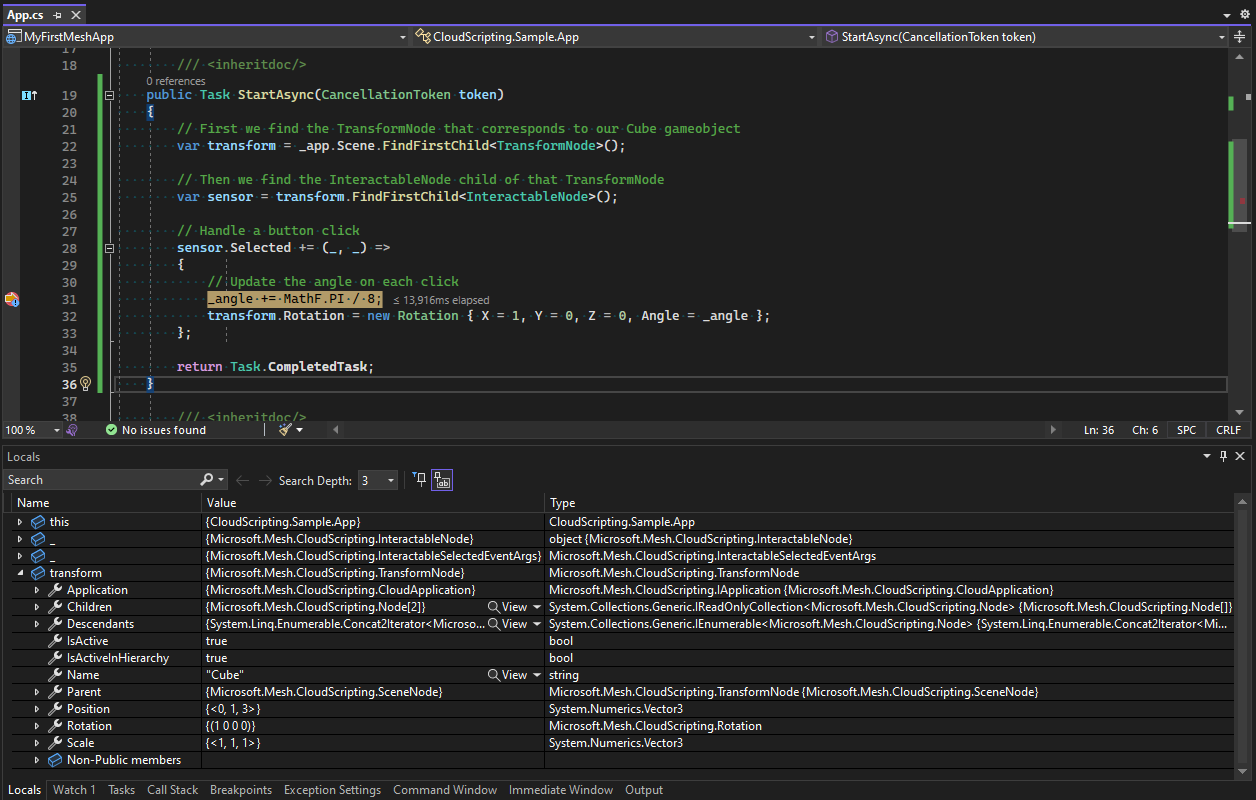 App.cs
MyFirstMeshApp CloudScripting.Sample.App StartAsync(CancellationToken token)
17
18 /// <inheritdoc/>
0 references
19 public Task StartAsync(CancellationToken token)
20 {
21 // First we find the TransformNode that corresponds to our Cube gameobject
22 var transform = _app.Scene.FindFirstChild<TransformNode>();
23
24 // Then we find the InteractableNode child of that TransformNode
25 var sensor = transform.FindFirstChild<InteractableNode>();
26
27 // Handle a button click
28 sensor.Selected += (_, _) =>
29 {
30 // Update the angle on each click
31 _angle += MathF.PI / 8; ≤ 13,916ms elapsed
32 transform.Rotation = new Rotation { X = 1, Y = 0, Z = 0, Angle = _angle };
33 };
34
35 return Task.CompletedTask;
36 }
37
38 /// <inheritdoc/>
100 % No issues found Ln: 36 Ch: 6 SPC CRLF
Locals
Search Search Depth: 3
Name Value Type
this {CloudScripting.Sample.App} CloudScripting.Sample.App
_ {Microsoft.Mesh.CloudScripting.InteractableNode} object {Microsoft.Mesh.CloudScripting.InteractableNode}
_ {Microsoft.Mesh.CloudScripting.InteractableSelectedEventArgs} Microsoft.Mesh.CloudScripting.InteractableSelectedEventArgs
transform {Microsoft.Mesh.CloudScripting.TransformNode} Microsoft.Mesh.CloudScripting.TransformNode
Application {Microsoft.Mesh.CloudScripting.CloudApplication} Microsoft.Mesh.CloudScripting.IApplication {Microsoft.Mesh.CloudScripting.CloudApplication}
Children {Microsoft.Mesh.CloudScripting.Node[2]} View System.Collections.Generic.IReadOnlyCollection<Microsoft.Mesh.CloudScripting.Node> {Microsoft.Mesh.CloudScripting.Node[]}
Descendants {System.Linq.Enumerable.Concat2Iterator<Microso... View System.Collections.Generic.IEnumerable<Microsoft.Mesh.CloudScripting.Node> {System.Linq.Enumerable.Concat2Iterator<Mi...
IsActive true bool
IsActiveInHierarchy true bool
Name "Cube" View string
Parent {Microsoft.Mesh.CloudScripting.SceneNode} Microsoft.Mesh.CloudScripting.TransformNode {Microsoft.Mesh.CloudScripting.SceneNode}
Position {<0, 1, 3>} System.Numerics.Vector3
Rotation {(1 0 0 0)} Microsoft.Mesh.CloudScripting.Rotation
Scale {<1, 1, 1>} System.Numerics.Vector3
Non-Public members
Locals Watch 1 Tasks Call Stack Breakpoints Exception Settings Command Window Immediate Window Output